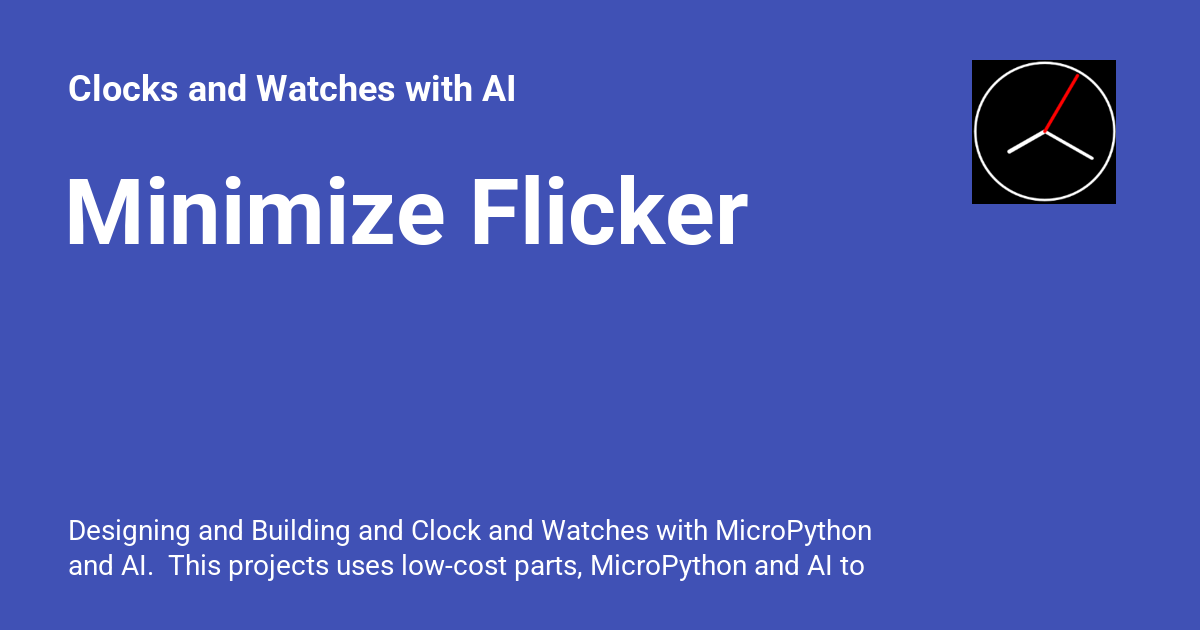 Clocks and Watches with AI
Minimize Flicker
Designing and Building and Clock and Watches with MicroPython
and AI.  This projects uses low-cost parts, MicroPython and AI to